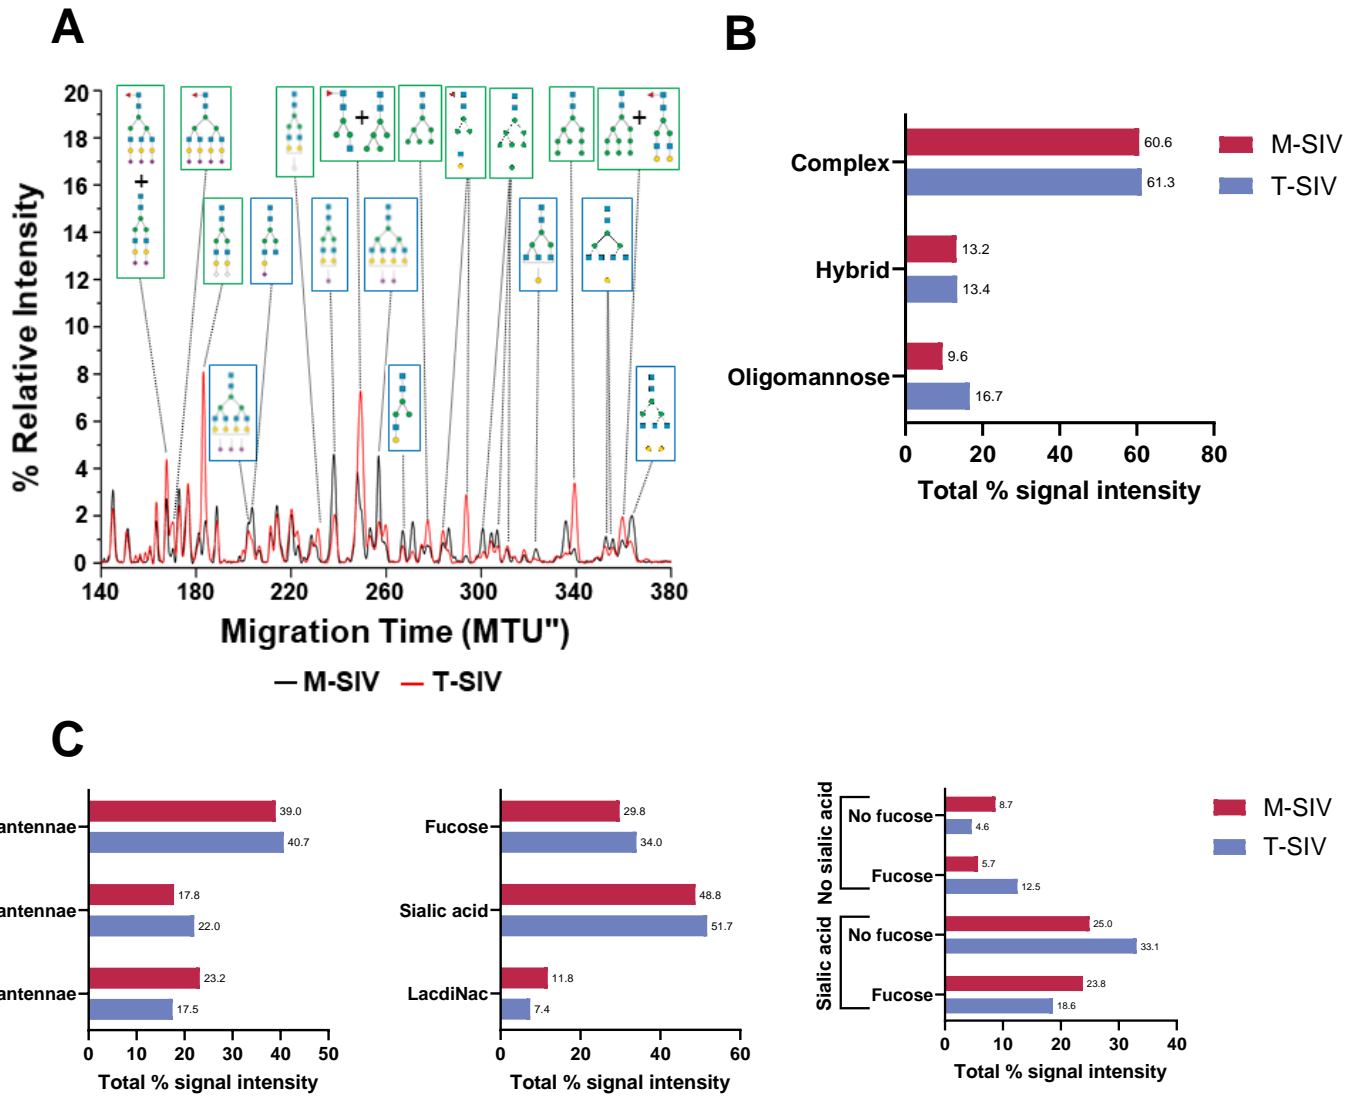 A
% Relative Intensity
20
18
16
14
12
10
8
6
4
2
0
+
+
+
140
180
220
260
300
340
380
Migration Time (MTU")
M-SIV
T-SIV
B
M-SIV
T-SIV
Complex
60.6
61.3
Hybrid
13.2
13.4
Oligomannose
9.6
16.7
0
20
40
60
80
Total % signal intensity
C
antennae
39.0
40.7
antennae
17.8
22.0
antennae
23.2
17.5
0
10
20
30
40
50
Total % signal intensity
Fucose
29.8
34.0
Sialic acid
48.8
51.7
LacdiNac
11.8
7.4
0
20
40
60
Total % signal intensity
No sialic acid
No fucose
8.7
4.6
Fucose
5.7
12.5
Sialic acid
No fucose
25.0
33.1
Fucose
23.8
18.6
0
10
20
30
40
Total % signal intensity
M-SIV
T-SIV